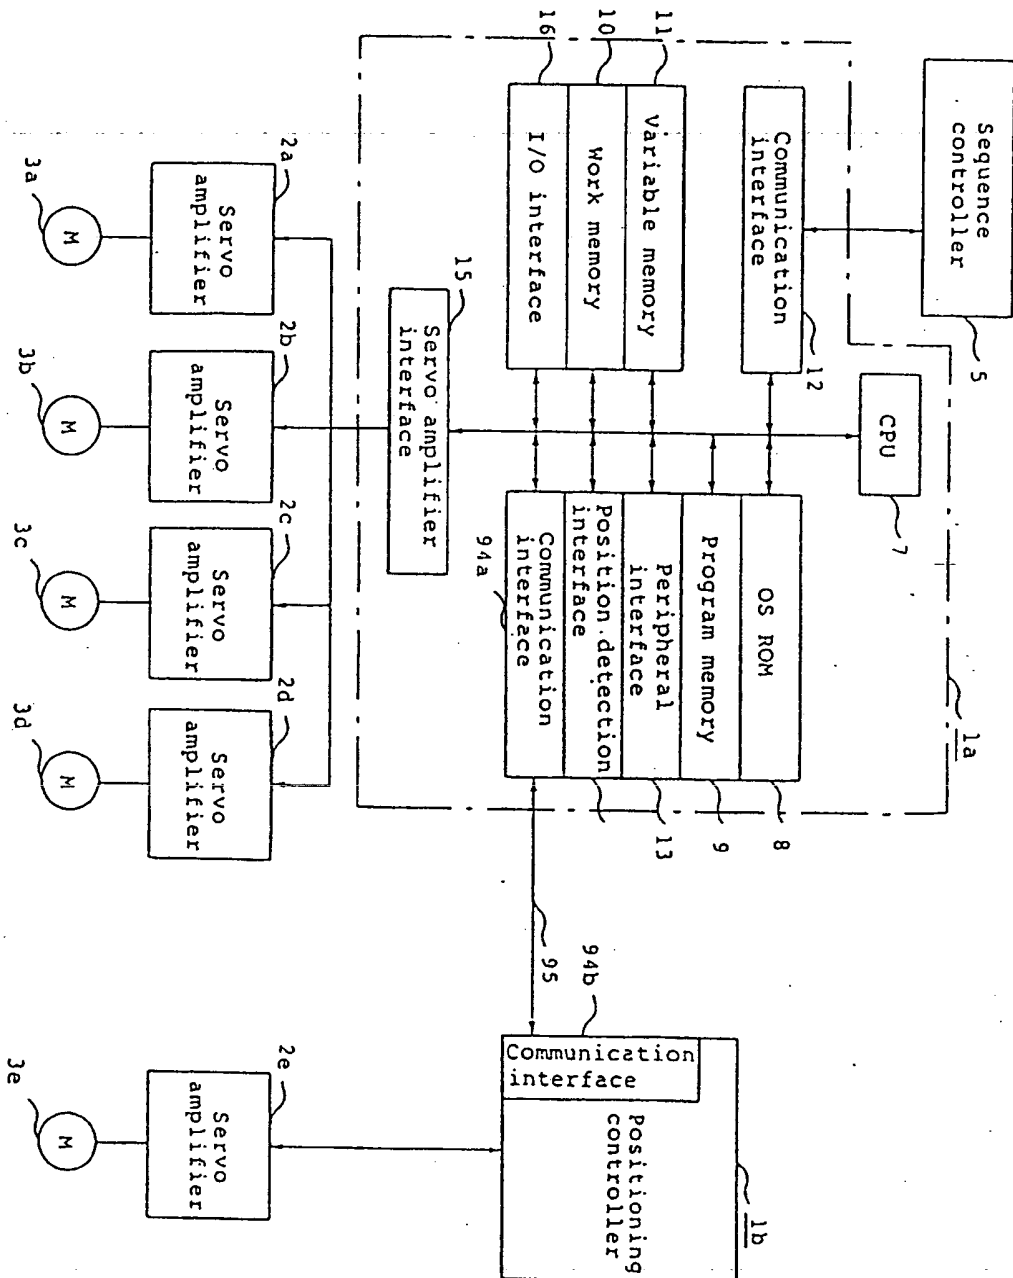 Sequence
controller
5
CPU
7
1a
Communication
interface
12
11
Variable memory
10
Work memory
16
I/O interface
OS ROM
8
Program memory
9
Peripheral
interface
13
Position detection
interface
Communication
interface
94a
15
Servo amplifier
interface
95
94b
Communication
interface
Positioning
controller
1b
2a
Servo
amplifier
2b
Servo
amplifier
2c
Servo
amplifier
2d
Servo
amplifier
2e
Servo
amplifier
3a
M
3b
M
3c
M
3d
M
3e
M